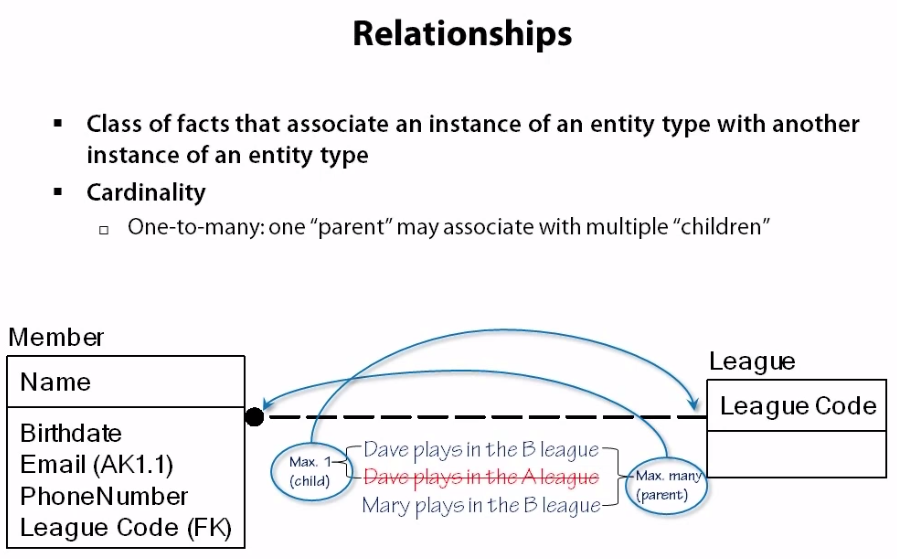 Relationships
▪ Class of facts that associate an instance of an entity type with another
instance of an entity type
▪ Cardinality
□ One-to-many: one “parent” may associate with multiple “children”
Member
Name
Birthdate
Email (AK1.1)
PhoneNumber
League Code (FK)
Max. 1
(child)
Dave plays in the B league
Dave plays in the A league
Mary plays in the B league
Max. many
(parent)
League
League Code